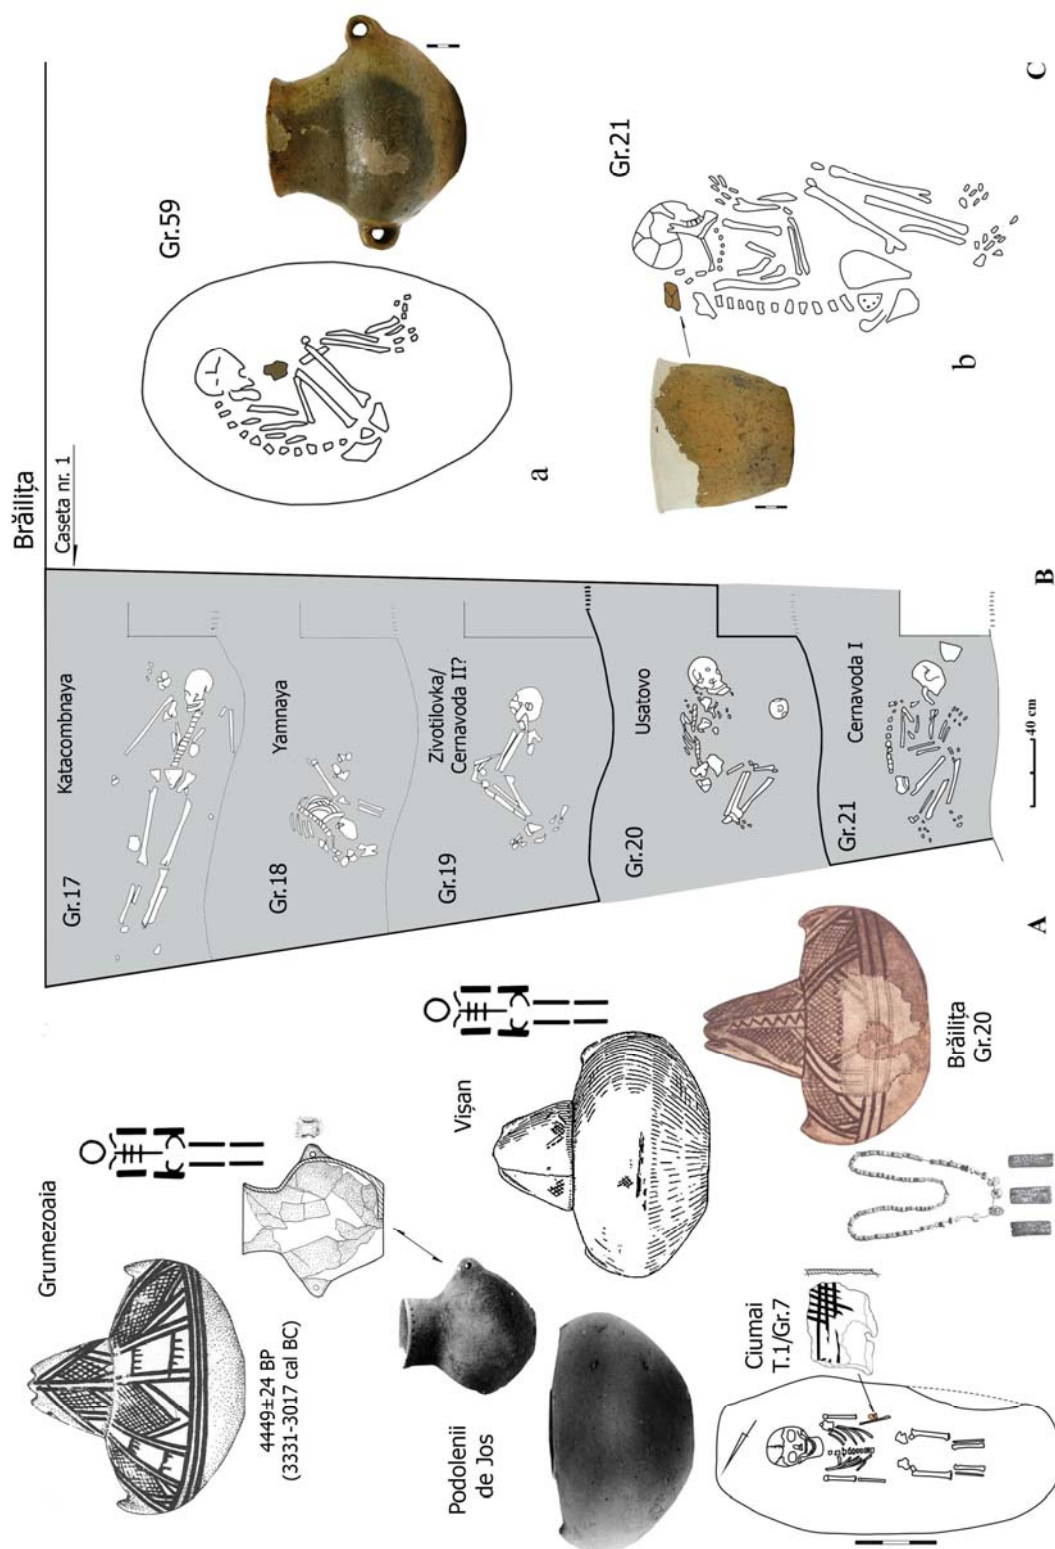 Grumezoaia
4449±24 BP
(3331-3017 cal BC)
Podolenii
de Jos
Vișan
Ciumai
T.1/Gr.7
Brăilița
Gr.20
A
Brăilița
Caseta nr. 1
Gr.17
Katacombnaya
Gr.18
Yamnaya
Gr.19
Zivotilovka/
Cernavoda II?
Gr.20
Usatovo
Gr.21
Cernavoda I
40 cm
B
Gr.59
a
Gr.21
b
C